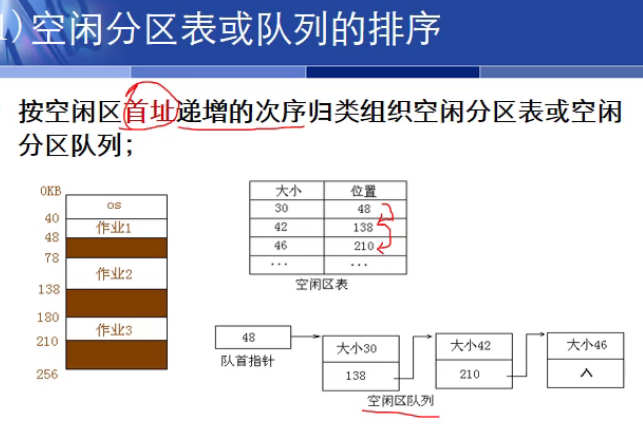 1)空闲分区表或队列的排序
按空闲区首址递增的次序归类组织空闲分区表或空闲
分区队列；
0KB
os
40
作业1
48
78
作业2
138
180
作业3
210
256
大小 位置
30 48
42 138
46 210
... ...
空闲区表
48
队首指针
大小30
138
大小42
210
大小46
∧
空闲区队列